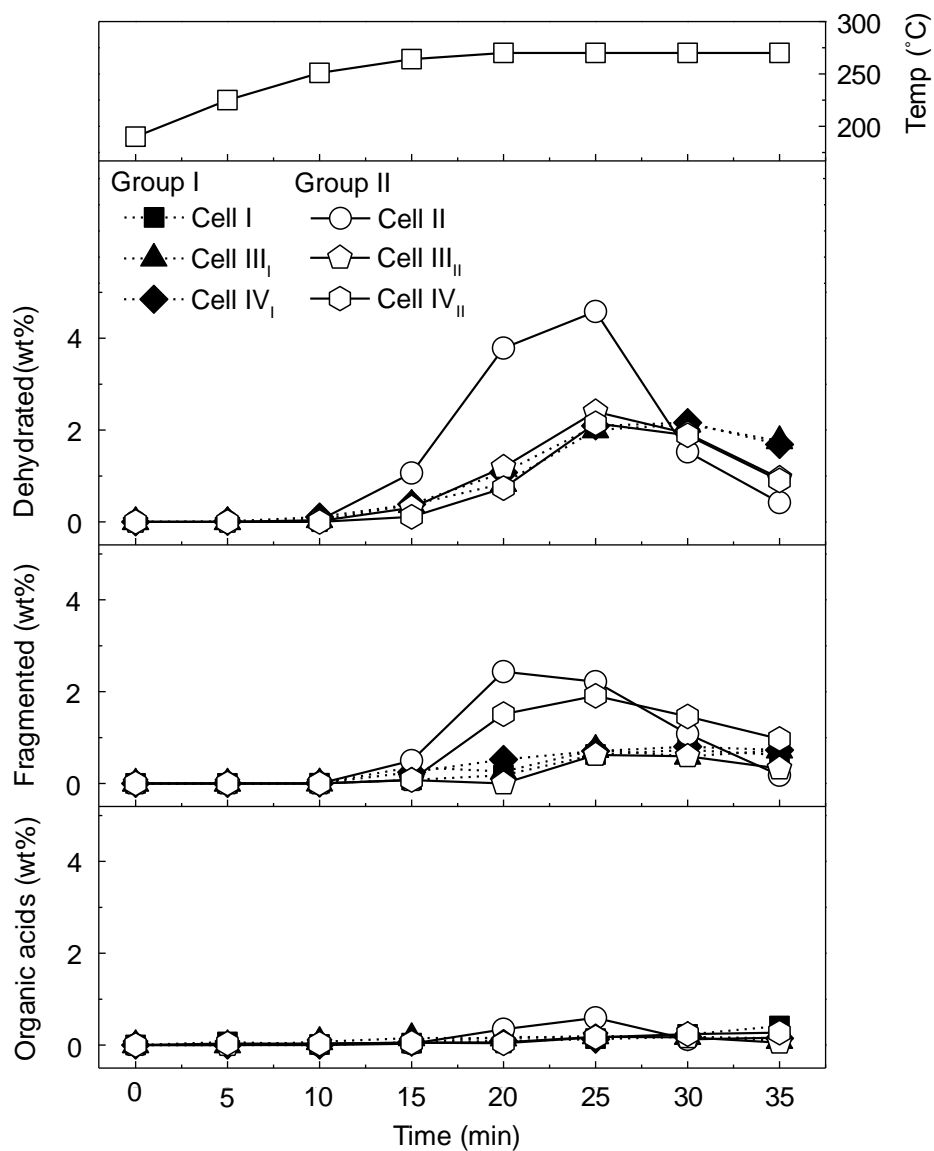 300
250
200
Temp (˚C)
Group I Group II
Cell I Cell II
Cell III_I Cell III_II
Cell IV_I Cell IV_II
Dehydrated(wt%)
4
2
0
Fragmented (wt%)
4
2
0
Organic acids (wt%)
4
2
0
0 5 10 15 20 25 30 35
Time (min)